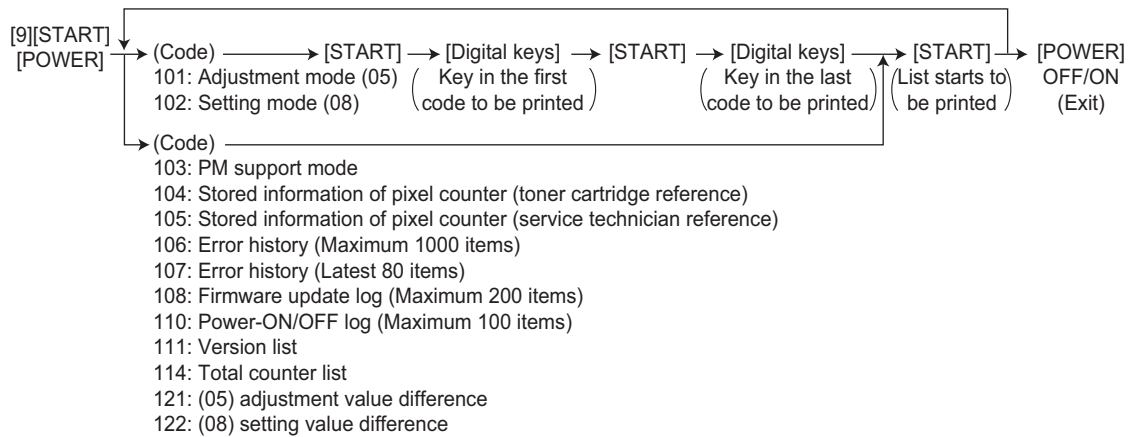 [9][START]
[POWER]
(Code) [START] [Digital keys] [START] [Digital keys] [START] [POWER]
101: Adjustment mode (05) (Key in the first (Key in the last (List starts to OFF/ON
102: Setting mode (08) code to be printed) code to be printed) be printed) (Exit)
(Code)
103: PM support mode
104: Stored information of pixel counter (toner cartridge reference)
105: Stored information of pixel counter (service technician reference)
106: Error history (Maximum 1000 items)
107: Error history (Latest 80 items)
108: Firmware update log (Maximum 200 items)
110: Power-ON/OFF log (Maximum 100 items)
111: Version list
114: Total counter list
121: (05) adjustment value difference
122: (08) setting value difference